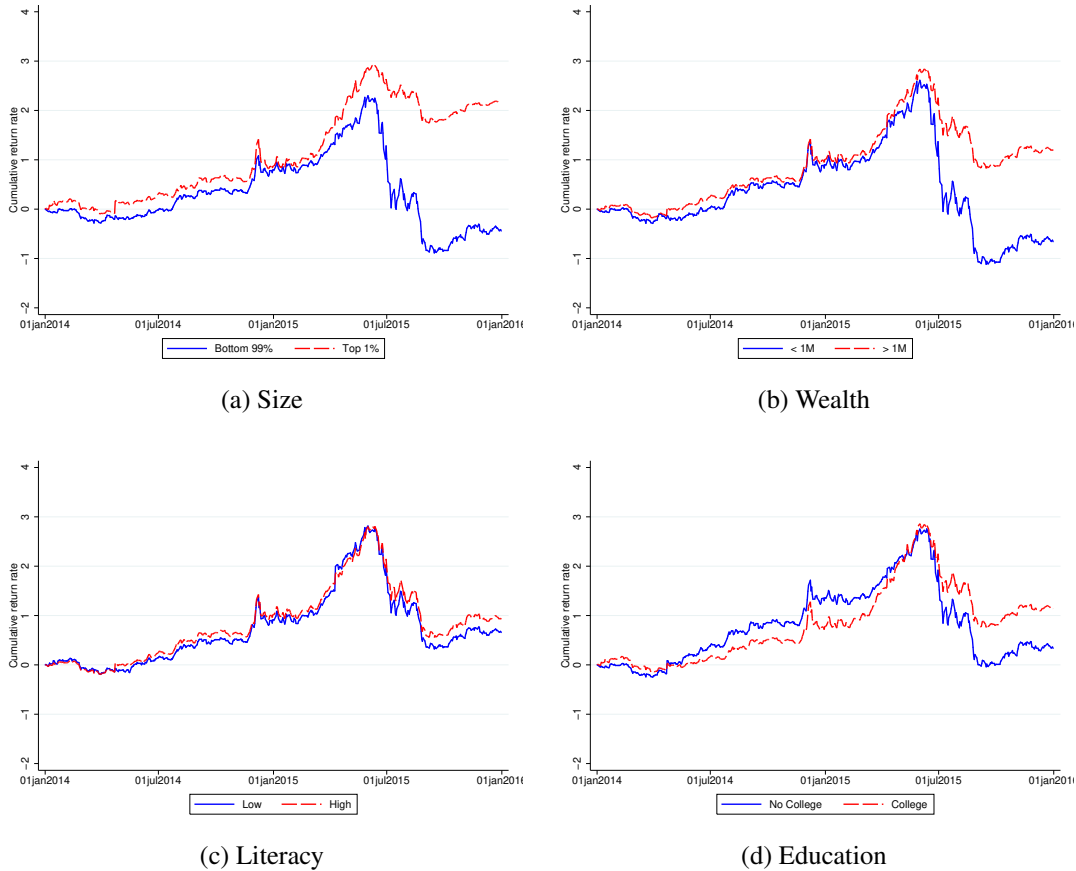 4
3
2
1
0
-1
-2
Cumulative return rate
01jan2014 01jul2014 01jan2015 01jul2015 01jan2016
Bottom 99% Top 1%
(a) Size
4
3
2
1
0
-1
-2
Cumulative return rate
01jan2014 01jul2014 01jan2015 01jul2015 01jan2016
< 1M > 1M
(b) Wealth
4
3
2
1
0
-1
-2
Cumulative return rate
01jan2014 01jul2014 01jan2015 01jul2015 01jan2016
Low High
(c) Literacy
4
3
2
1
0
-1
-2
Cumulative return rate
01jan2014 01jul2014 01jan2015 01jul2015 01jan2016
No College College
(d) Education